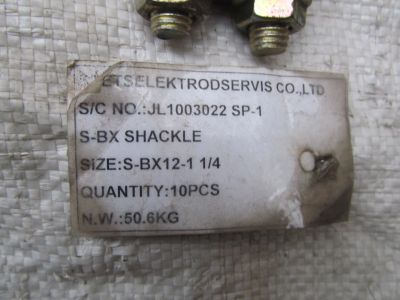 ETSELEKTRODSERVIS CO.,LTD
S/C NO.:JL1003022 SP-1
S-BX SHACKLE
SIZE:S-BX12-1 1/4
QUANTITY:10PCS
N.W.:50.6KG